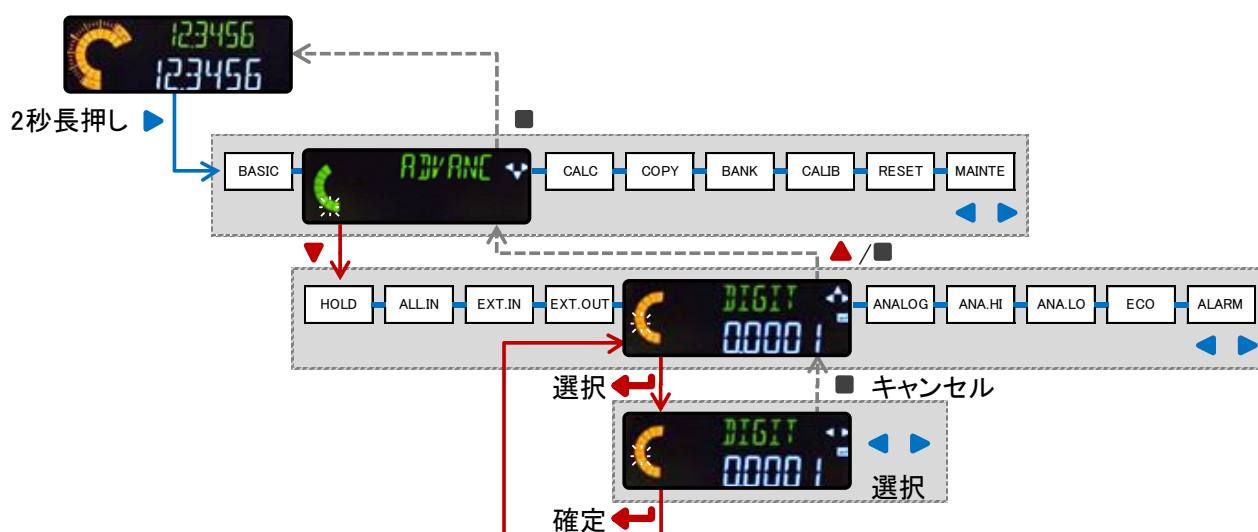 12.3456
12.3456
2秒長押し
BASIC ADVANC CALC COPY BANK CALIB RESET MAINTE
/
HOLD ALL.IN EXT.IN EXT.OUT DIGIT ANALOG ANA.HI ANA.LO ECO ALARM
0.0001
選択 キャンセル
DIGIT
0.0001
選択
確定